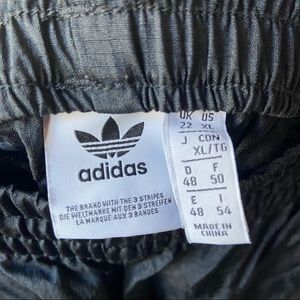 adidas
THE BRAND WITH THE 3 STRIPES
DIE WELTMARKE MIT DEN 3 STREIFEN
LA MARQUE AUX 3 BANDES
UK US
22 XL
J CDN
XL/TG
D F
48 50
E I
48 54
MADE IN
CHINA